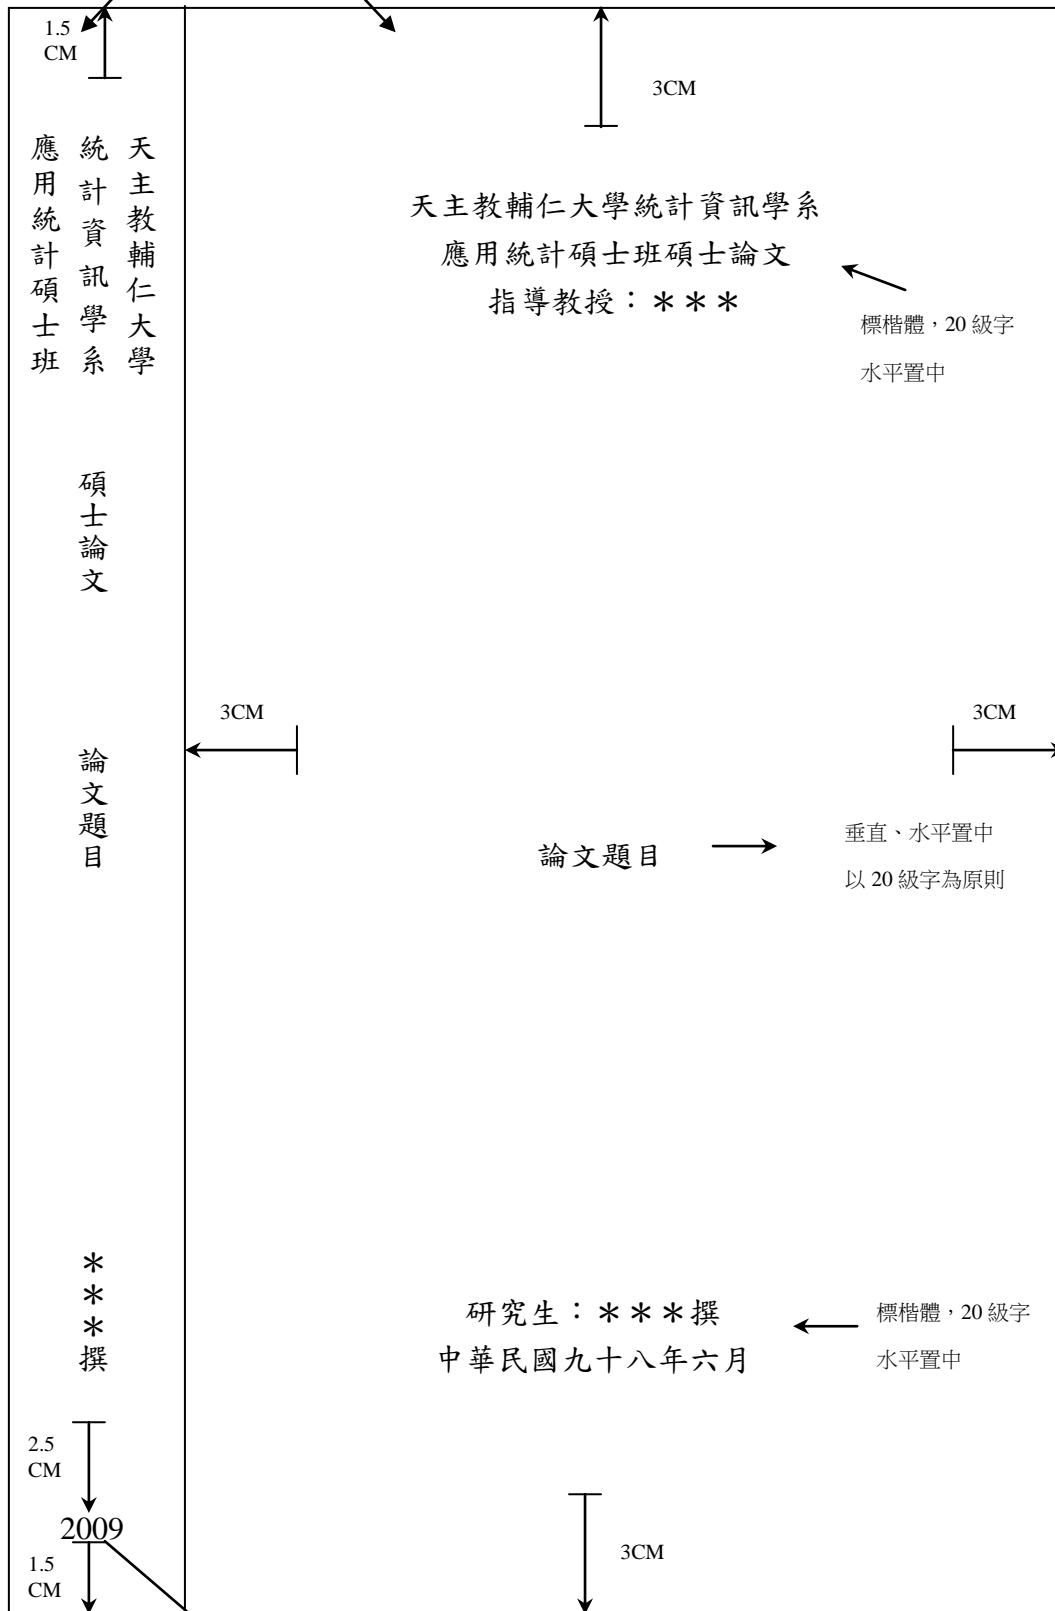 1.5
CM
天主教輔仁大學
統計資訊學系
應用統計碩士班
碩士論文
論文題目
＊＊＊撰
2.5
CM
2009
1.5
CM
3CM
天主教輔仁大學統計資訊學系
應用統計碩士班碩士論文
指導教授：＊＊＊
標楷體，20 級字
水平置中
3CM
3CM
論文題目
垂直、水平置中
以 20 級字為原則
研究生：＊＊＊撰
中華民國九十八年六月
標楷體，20 級字
水平置中
3CM